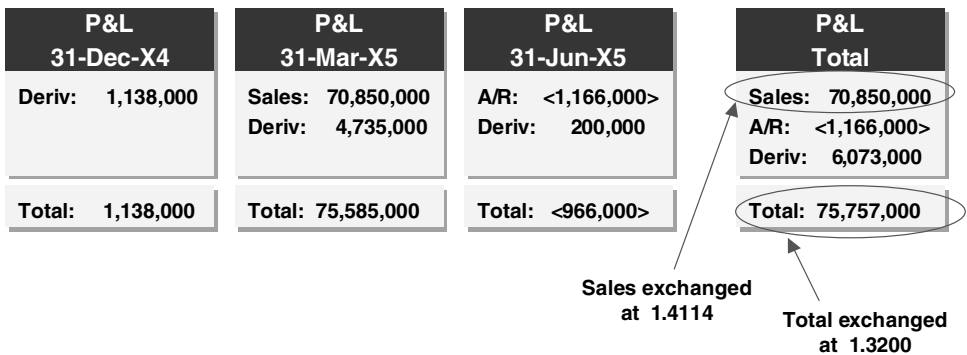 P&L
31-Dec-X4
Deriv: 1,138,000
Total: 1,138,000
P&L
31-Mar-X5
Sales: 70,850,000
Deriv: 4,735,000
Total: 75,585,000
P&L
31-Jun-X5
A/R: <1,166,000>
Deriv: 200,000
Total: <966,000>
P&L
Total
Sales: 70,850,000
A/R: <1,166,000>
Deriv: 6,073,000
Total: 75,757,000
Sales exchanged
at 1.4114
Total exchanged
at 1.3200